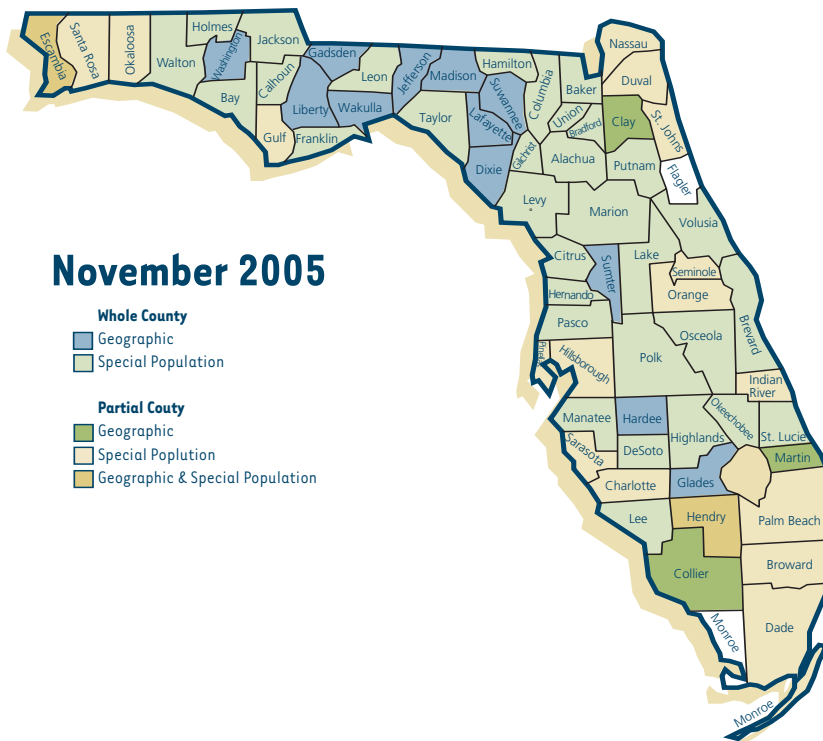 Nassau
Holmes
Jackson
Washington
Escambia
Santa Rosa
Okaloosa
Walton
Gadsden
Jefferson
Madison
Hamilton
Duval
Calhoun
Leon
Columbia
Baker
Bay
Liberty
Wakulla
Suwannee
Union
Clay
St. Johns
Taylor
Lafayette
Bradford
Gulf
Franklin
Gilchrist
Alachua
Putnam
Dixie
Flagler
Levy
Marion
Volusia
Citrus
Lake
Sumter
Seminole
November 2005
Hernando
Orange
Whole County
Geographic
Special Population
Pasco
Brevard
Osceola
Polk
Hillsborough
Indian
River
Partial Couty
Geographic
Special Poplution
Geographic & Special Population
Manatee
Hardee
Okeechobee
Highlands
St. Lucie
Sarasota
DeSoto
Martin
Charlotte
Glades
Lee
Hendry
Palm Beach
Broward
Collier
Monroe
Dade
Monroe